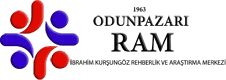 1963
ODUNPAZARI
RAM
İBRAHİM KURŞUNGÖZ REHBERLİK VE ARAŞTIRMA MERKEZİ